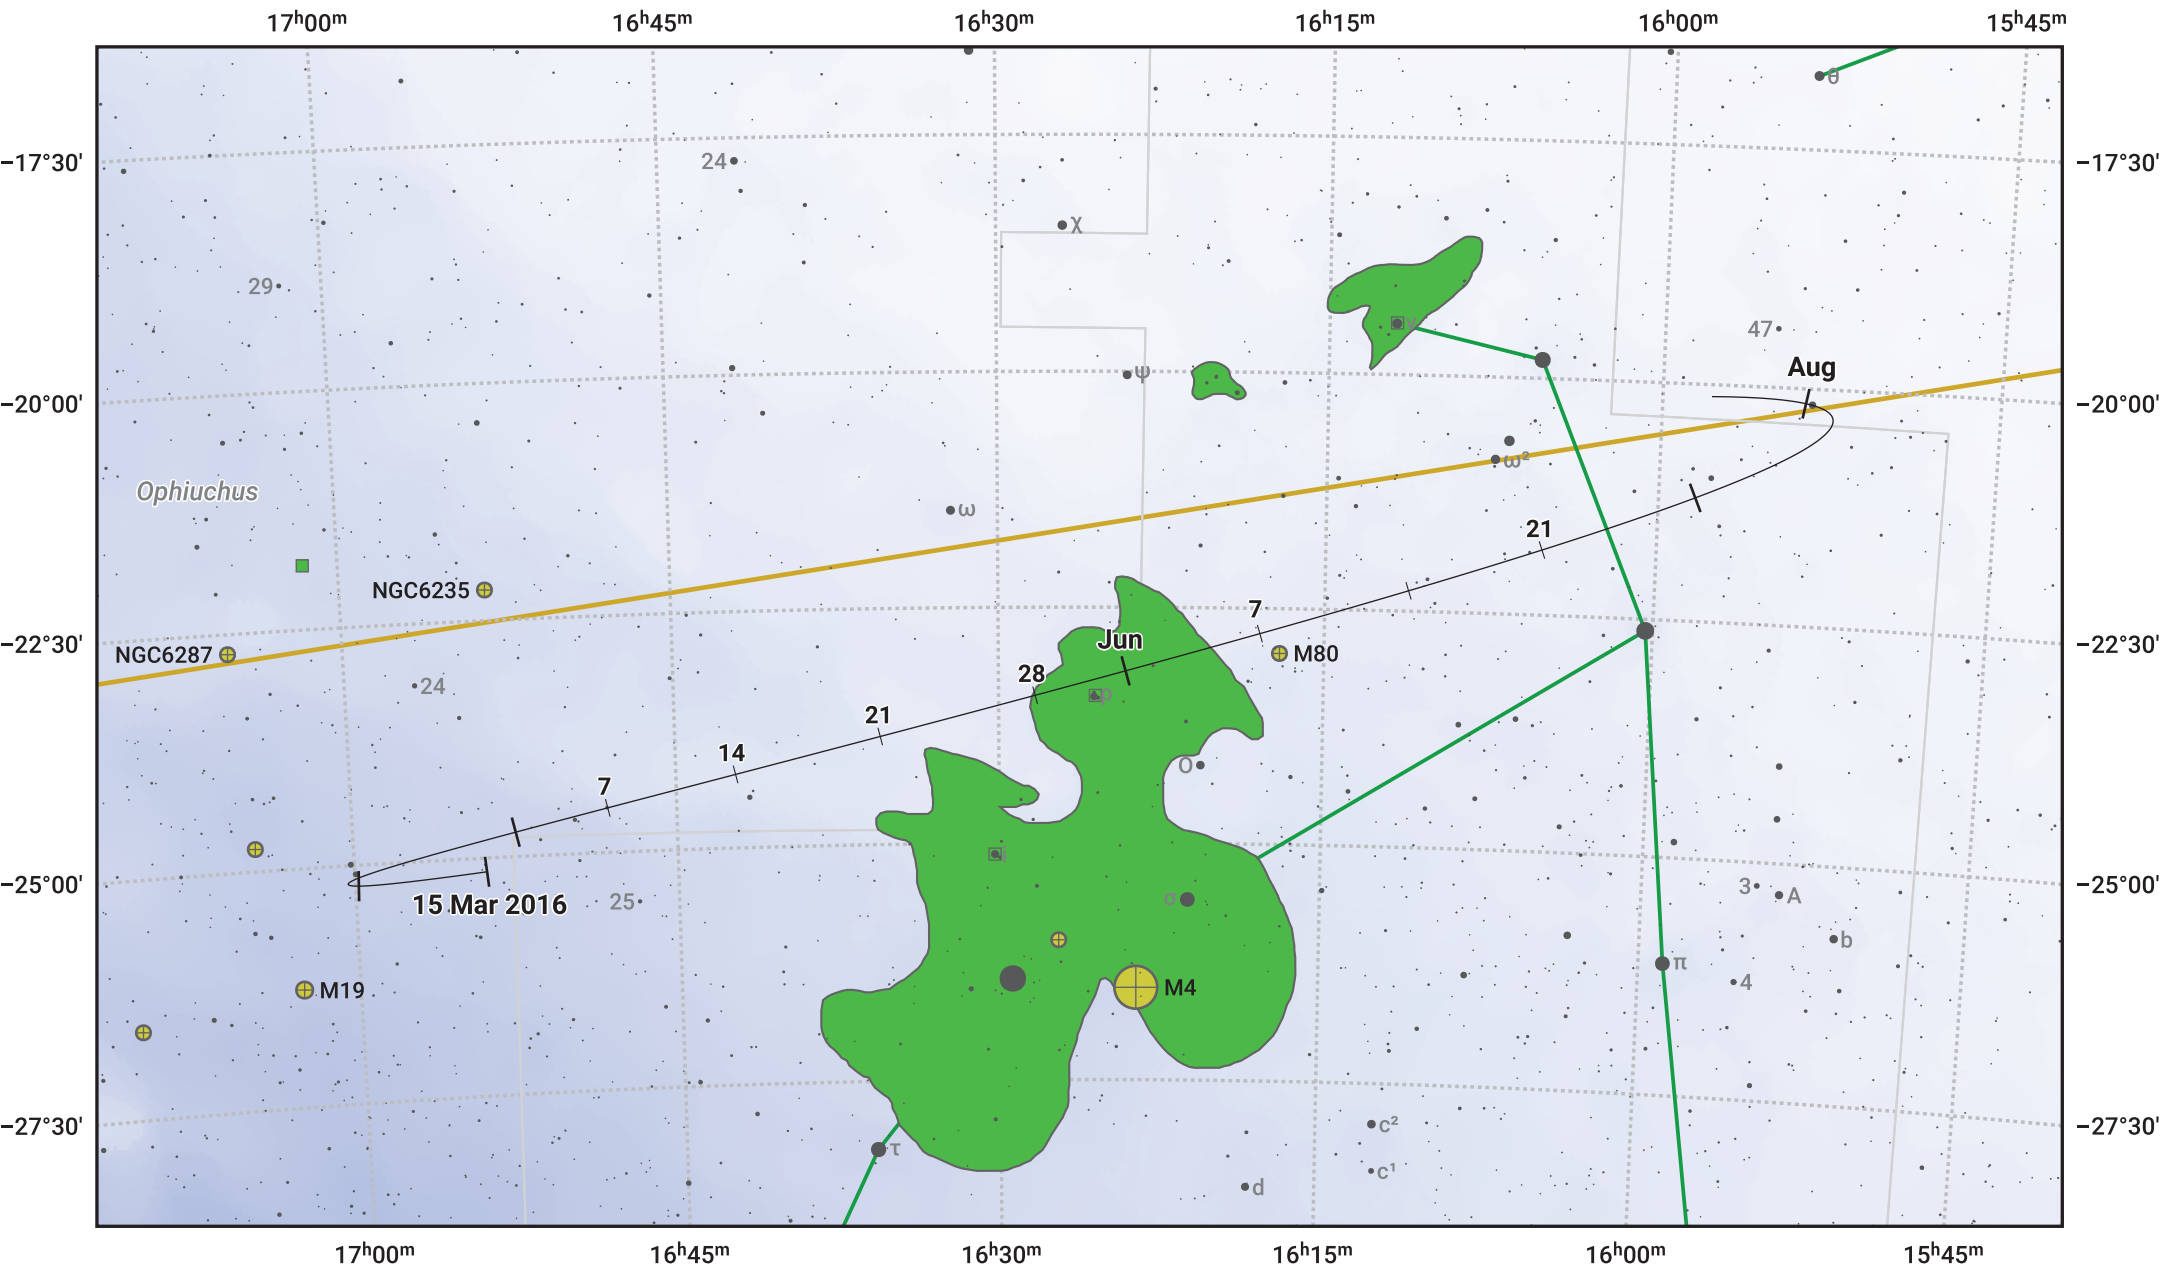 17ʰ00ᵐ 16ʰ45ᵐ 16ʰ30ᵐ 16ʰ15ᵐ 16ʰ00ᵐ 15ʰ45ᵐ
θ
−17°30' 24 −17°30'
χ
29
ν 47
Aug
ψ
−20°00' −20°00'
ω²
Ophiuchus
ω
21
NGC6235
7
−22°30' Jun −22°30'
NGC6287 M80
28
24 ρ
21
14
O
7
−25°00' 3 −25°00'
A
15 Mar 2016 25 σ
b
π
4
M19 M4
−27°30' c² −27°30'
τ
c¹
d
17ʰ00ᵐ 16ʰ45ᵐ 16ʰ30ᵐ 16ʰ15ᵐ 16ʰ00ᵐ 15ʰ45ᵐ